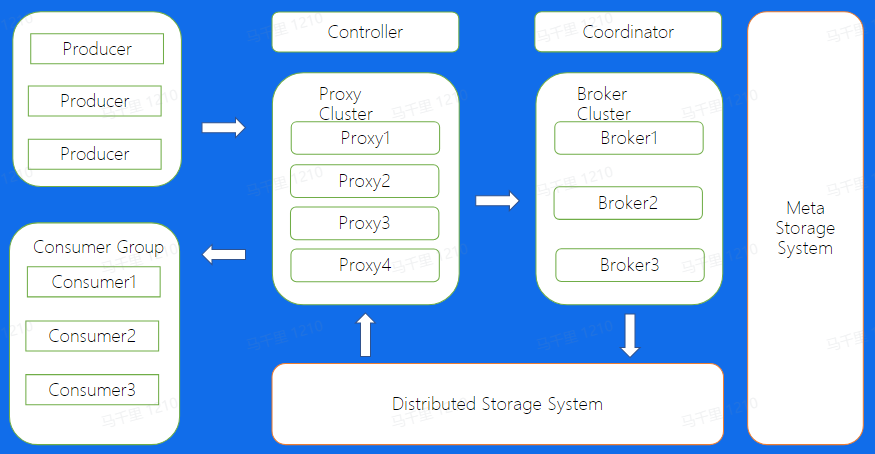 Producer
Producer
Producer
Consumer Group
Consumer1
Consumer2
Consumer3
Controller
Proxy
Cluster
Proxy1
Proxy2
Proxy3
Proxy4
Coordinator
Broker
Cluster
Broker1
Broker2
Broker3
Distributed Storage System
Meta
Storage
System
马千里 1210